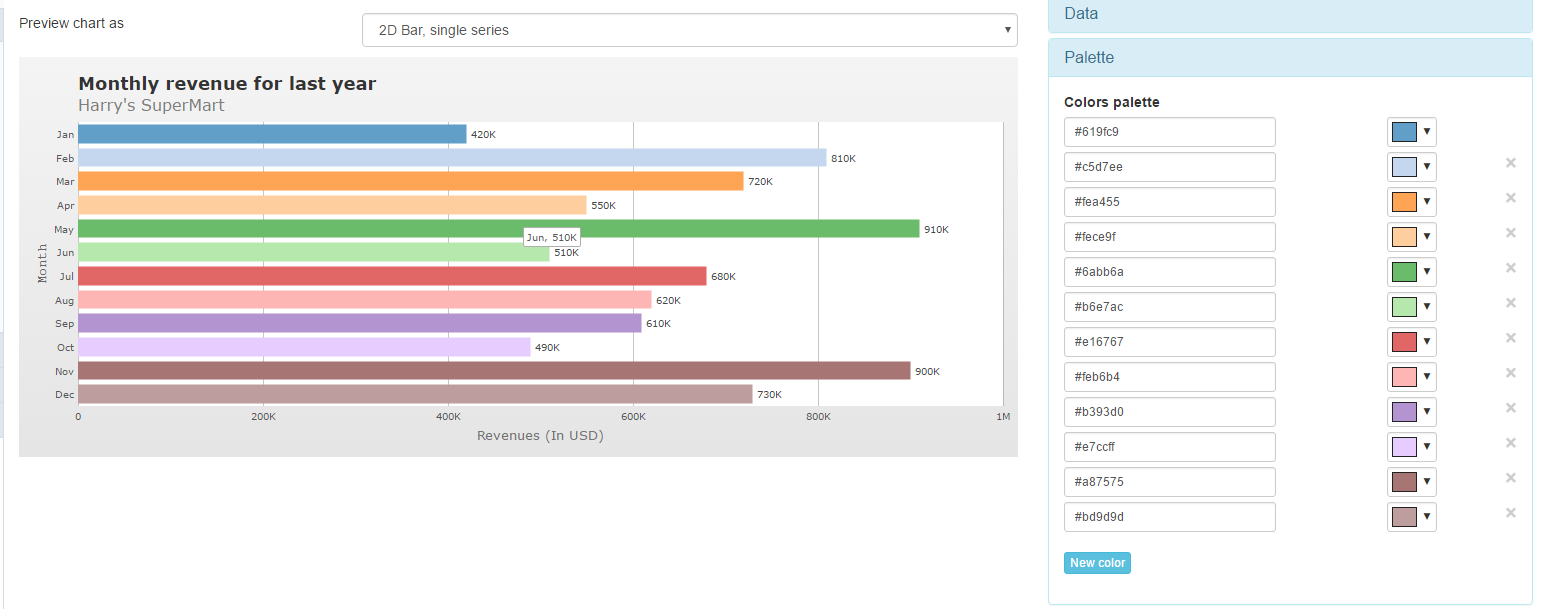 Preview chart as
2D Bar, single series
Monthly revenue for last year
Harry's SuperMart
Month
Jan 420K
Feb 810K
Mar 720K
Apr 550K
May 910K
Jun, 510K
Jun 510K
Jul 680K
Aug 620K
Sep 610K
Oct 490K
Nov 900K
Dec 730K
0 200K 400K 600K 800K 1M
Revenues (In USD)
Data
Palette
Colors palette
#619fc9
#c5d7ee
#fea455
#fece9f
#6abb6a
#b6e7ac
#e16767
#feb6b4
#b393d0
#e7ccff
#a87575
#bd9d9d
New color